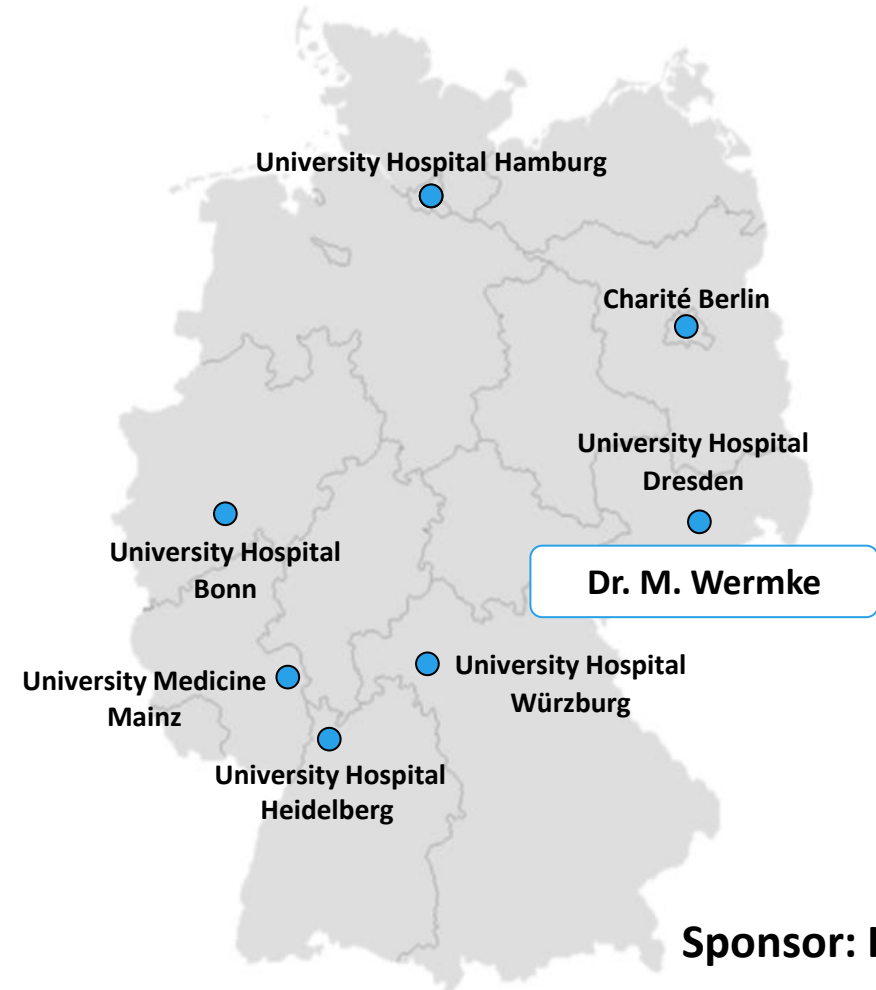 University Hospital Hamburg
Charité Berlin
University Hospital
Dresden
Dr. M. Wermke
University Hospital
Bonn
University Hospital
Würzburg
University Medicine
Mainz
University Hospital
Heidelberg
Sponsor: